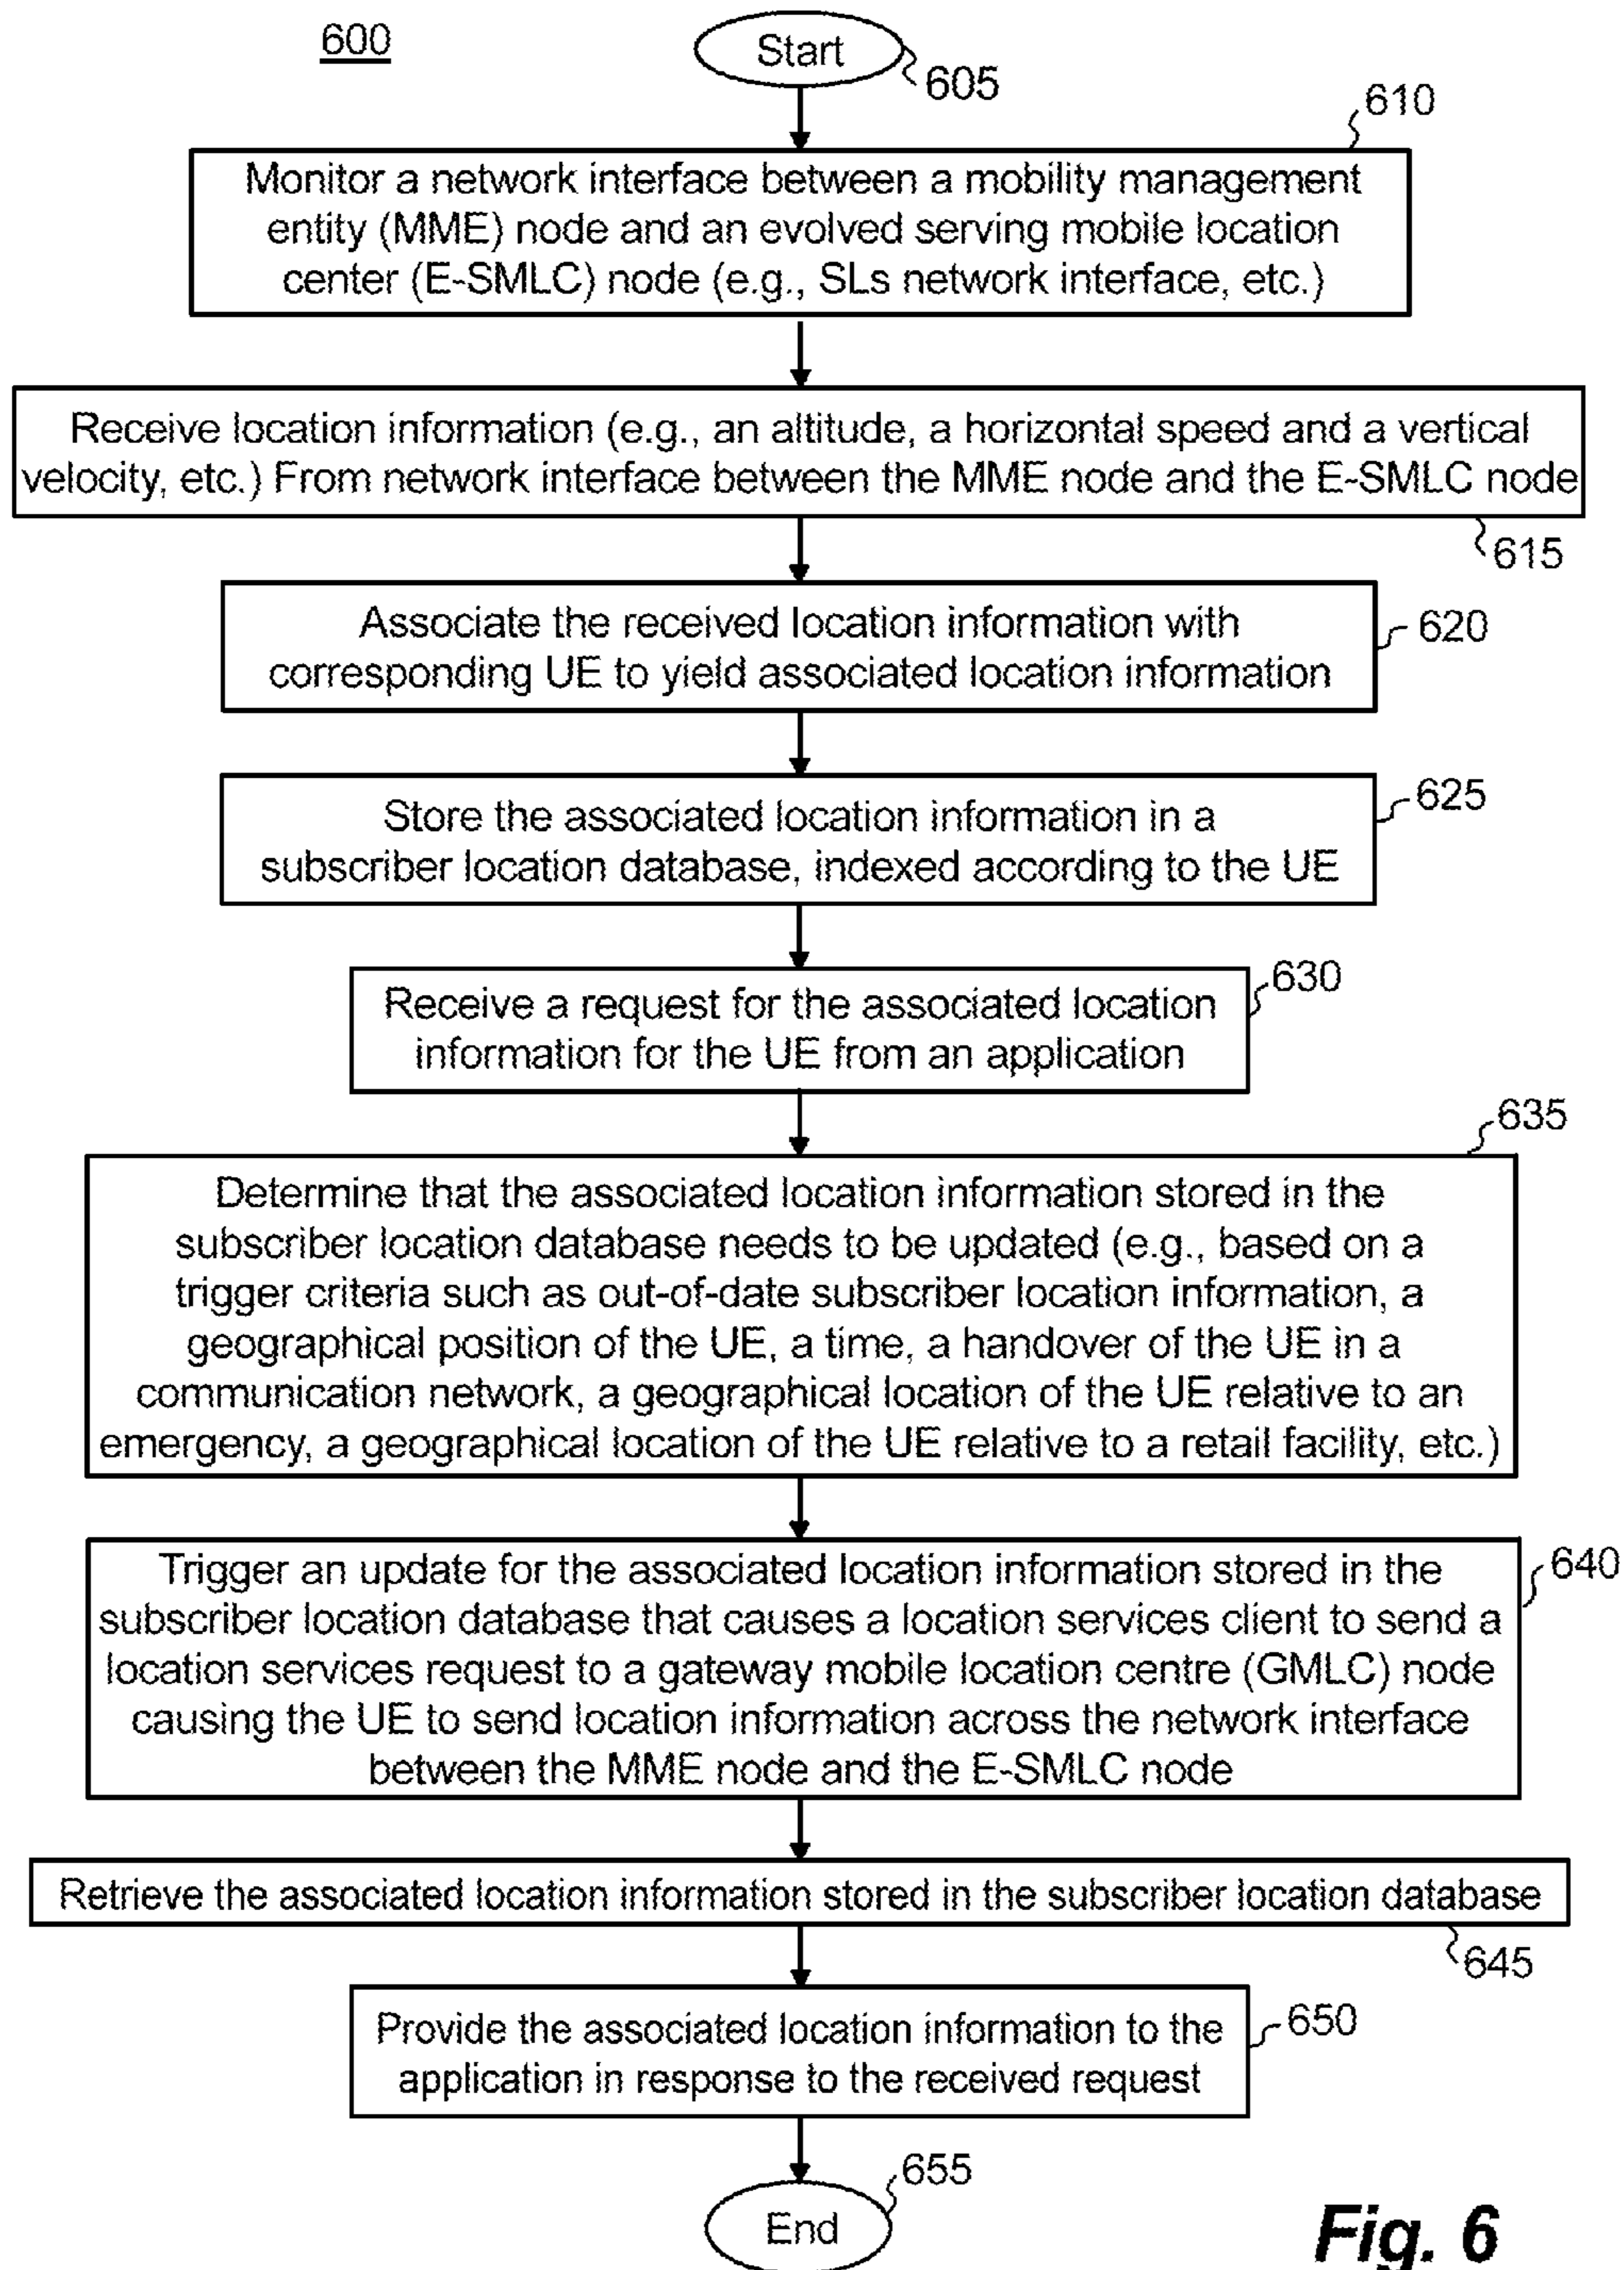 600
Start
605
610
Monitor a network interface between a mobility management
entity (MME) node and an evolved serving mobile location
center (E-SMLC) node (e.g., SLs network interface, etc.)
Receive location information (e.g., an altitude, a horizontal speed and a vertical
velocity, etc.) From network interface between the MME node and the E-SMLC node
615
Associate the received location information with
corresponding UE to yield associated location information
620
Store the associated location information in a
subscriber location database, indexed according to the UE
625
Receive a request for the associated location
information for the UE from an application
630
635
Determine that the associated location information stored in the
subscriber location database needs to be updated (e.g., based on a
trigger criteria such as out-of-date subscriber location information, a
geographical position of the UE, a time, a handover of the UE in a
communication network, a geographical location of the UE relative to an
emergency, a geographical location of the UE relative to a retail facility, etc.)
Trigger an update for the associated location information stored in the
subscriber location database that causes a location services client to send a
location services request to a gateway mobile location centre (GMLC) node
causing the UE to send location information across the network interface
between the MME node and the E-SMLC node
640
Retrieve the associated location information stored in the subscriber location database
645
Provide the associated location information to the
application in response to the received request
650
655
End
Fig. 6